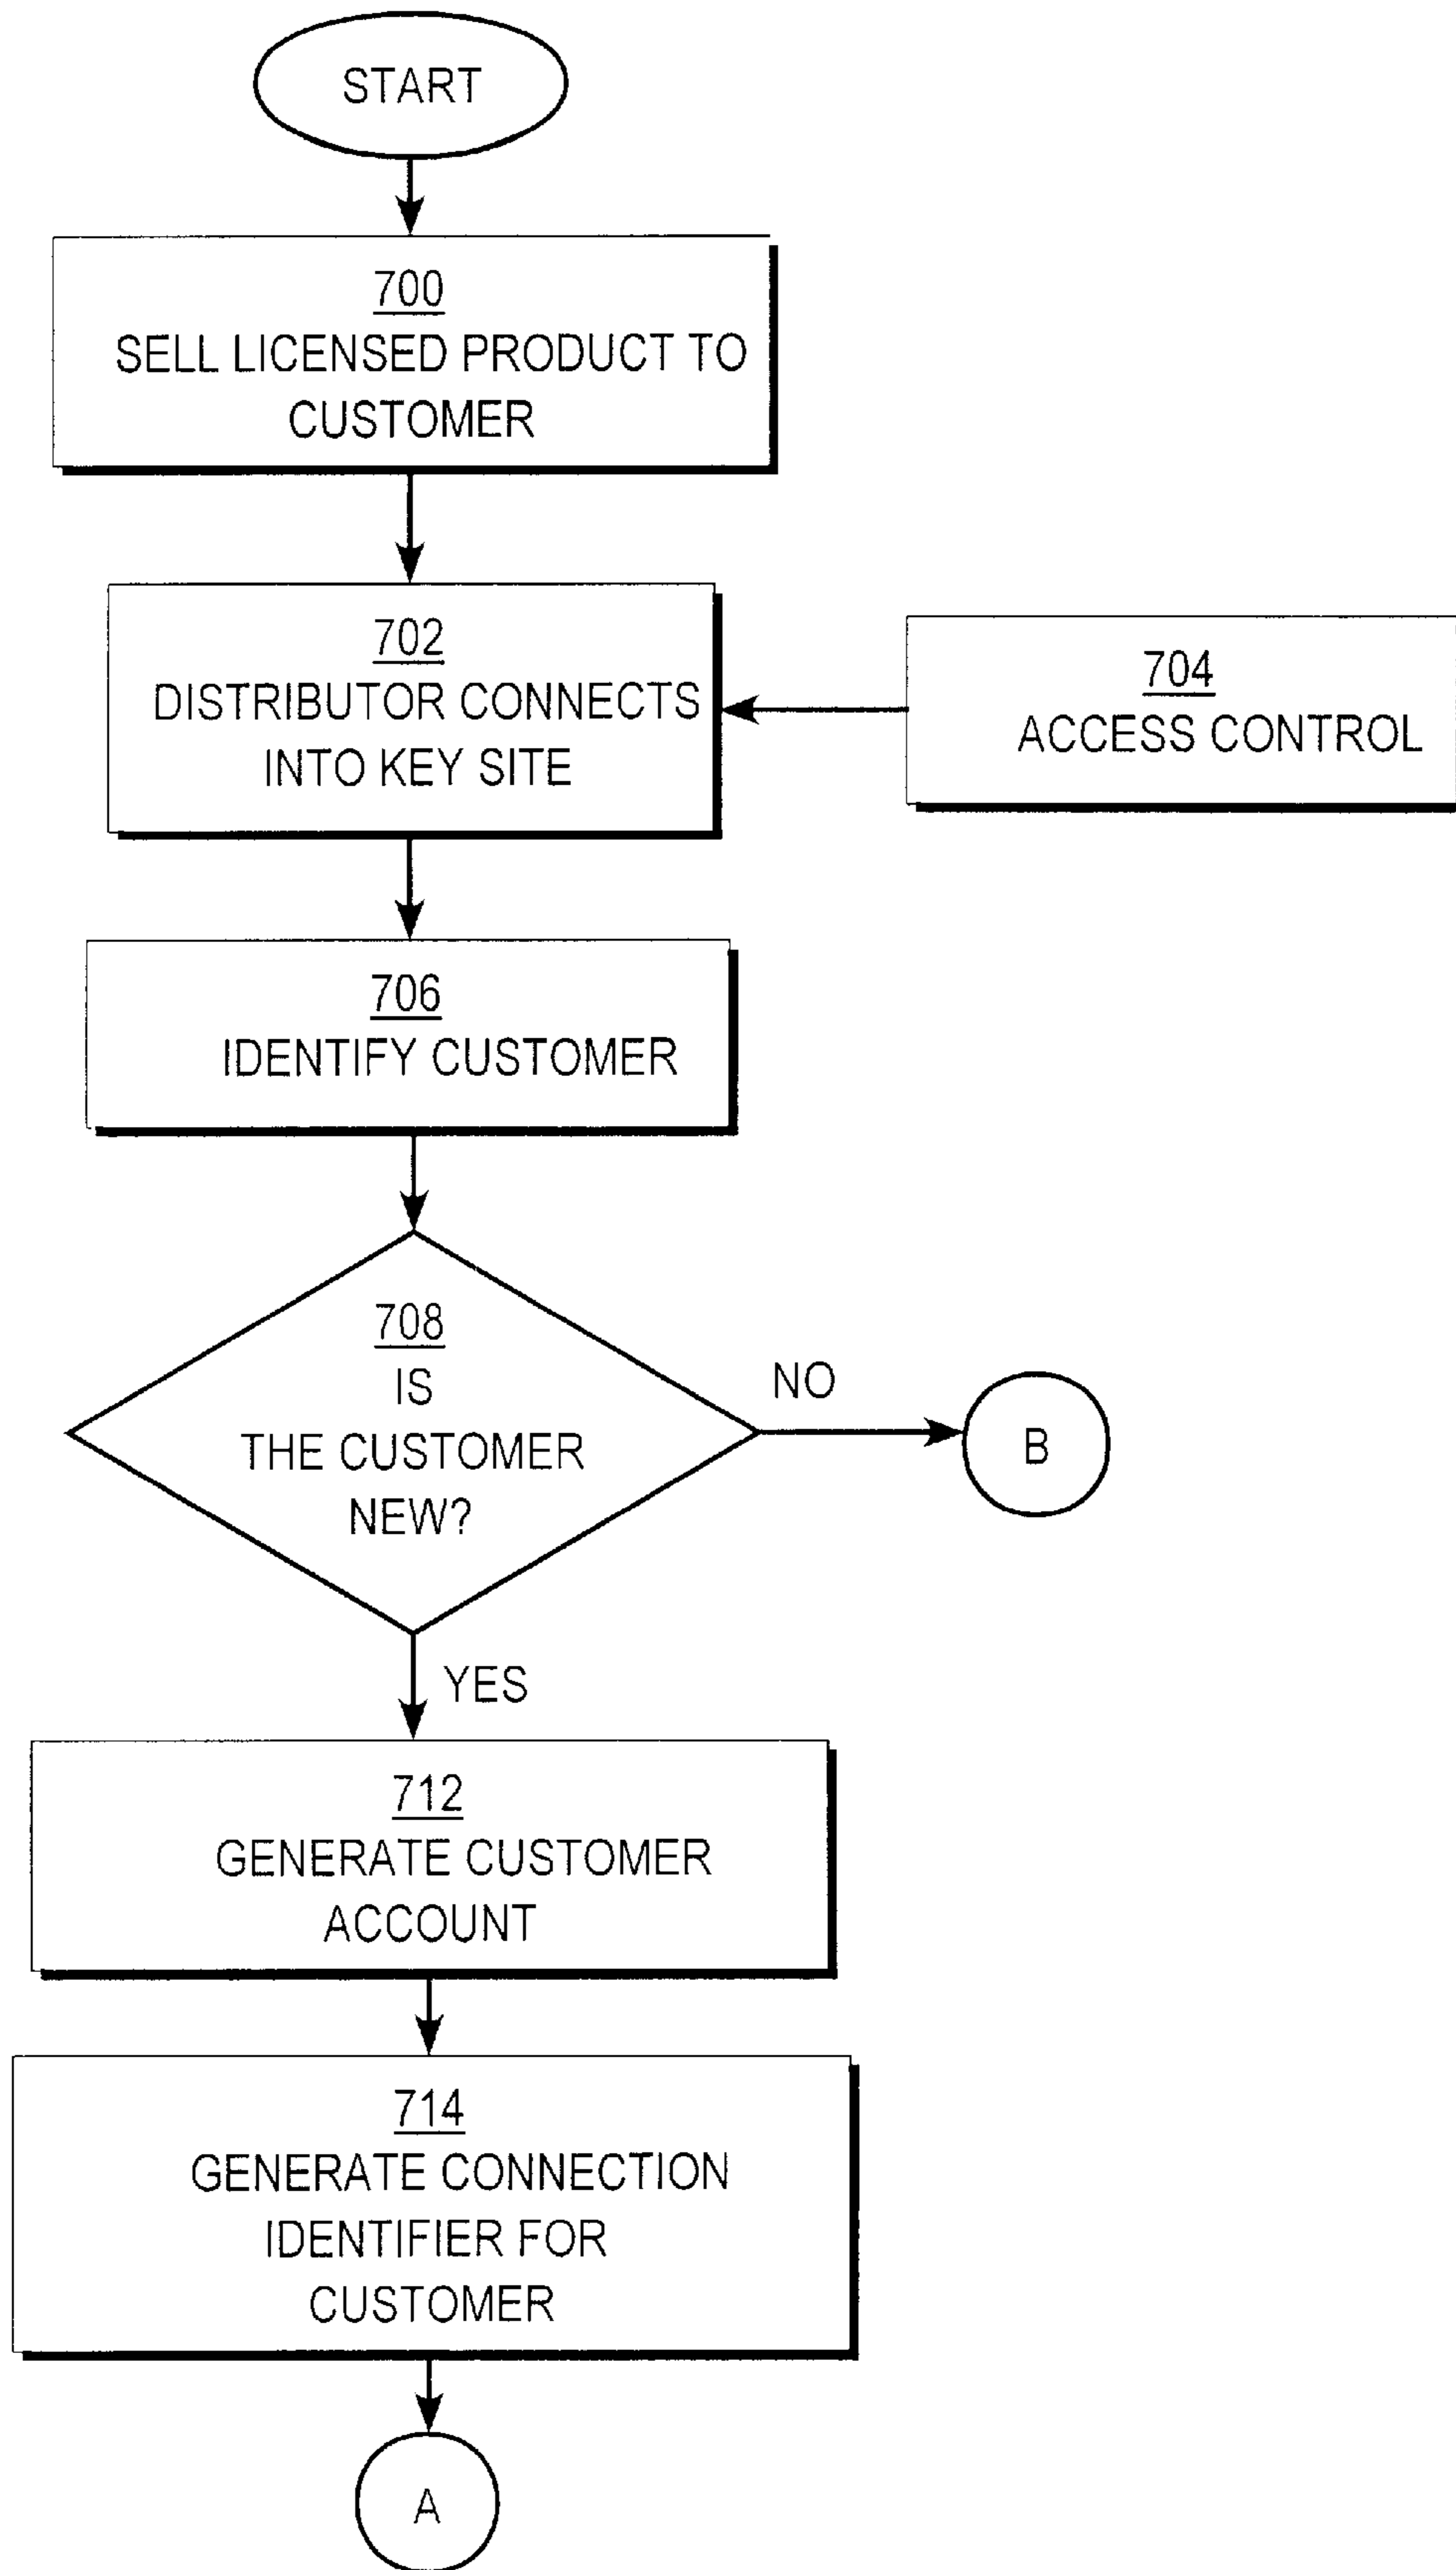 START
700
SELL LICENSED PRODUCT TO
CUSTOMER
702
DISTRIBUTOR CONNECTS
INTO KEY SITE
704
ACCESS CONTROL
706
IDENTIFY CUSTOMER
708
IS
THE CUSTOMER
NEW?
NO
B
YES
712
GENERATE CUSTOMER
ACCOUNT
714
GENERATE CONNECTION
IDENTIFIER FOR
CUSTOMER
A